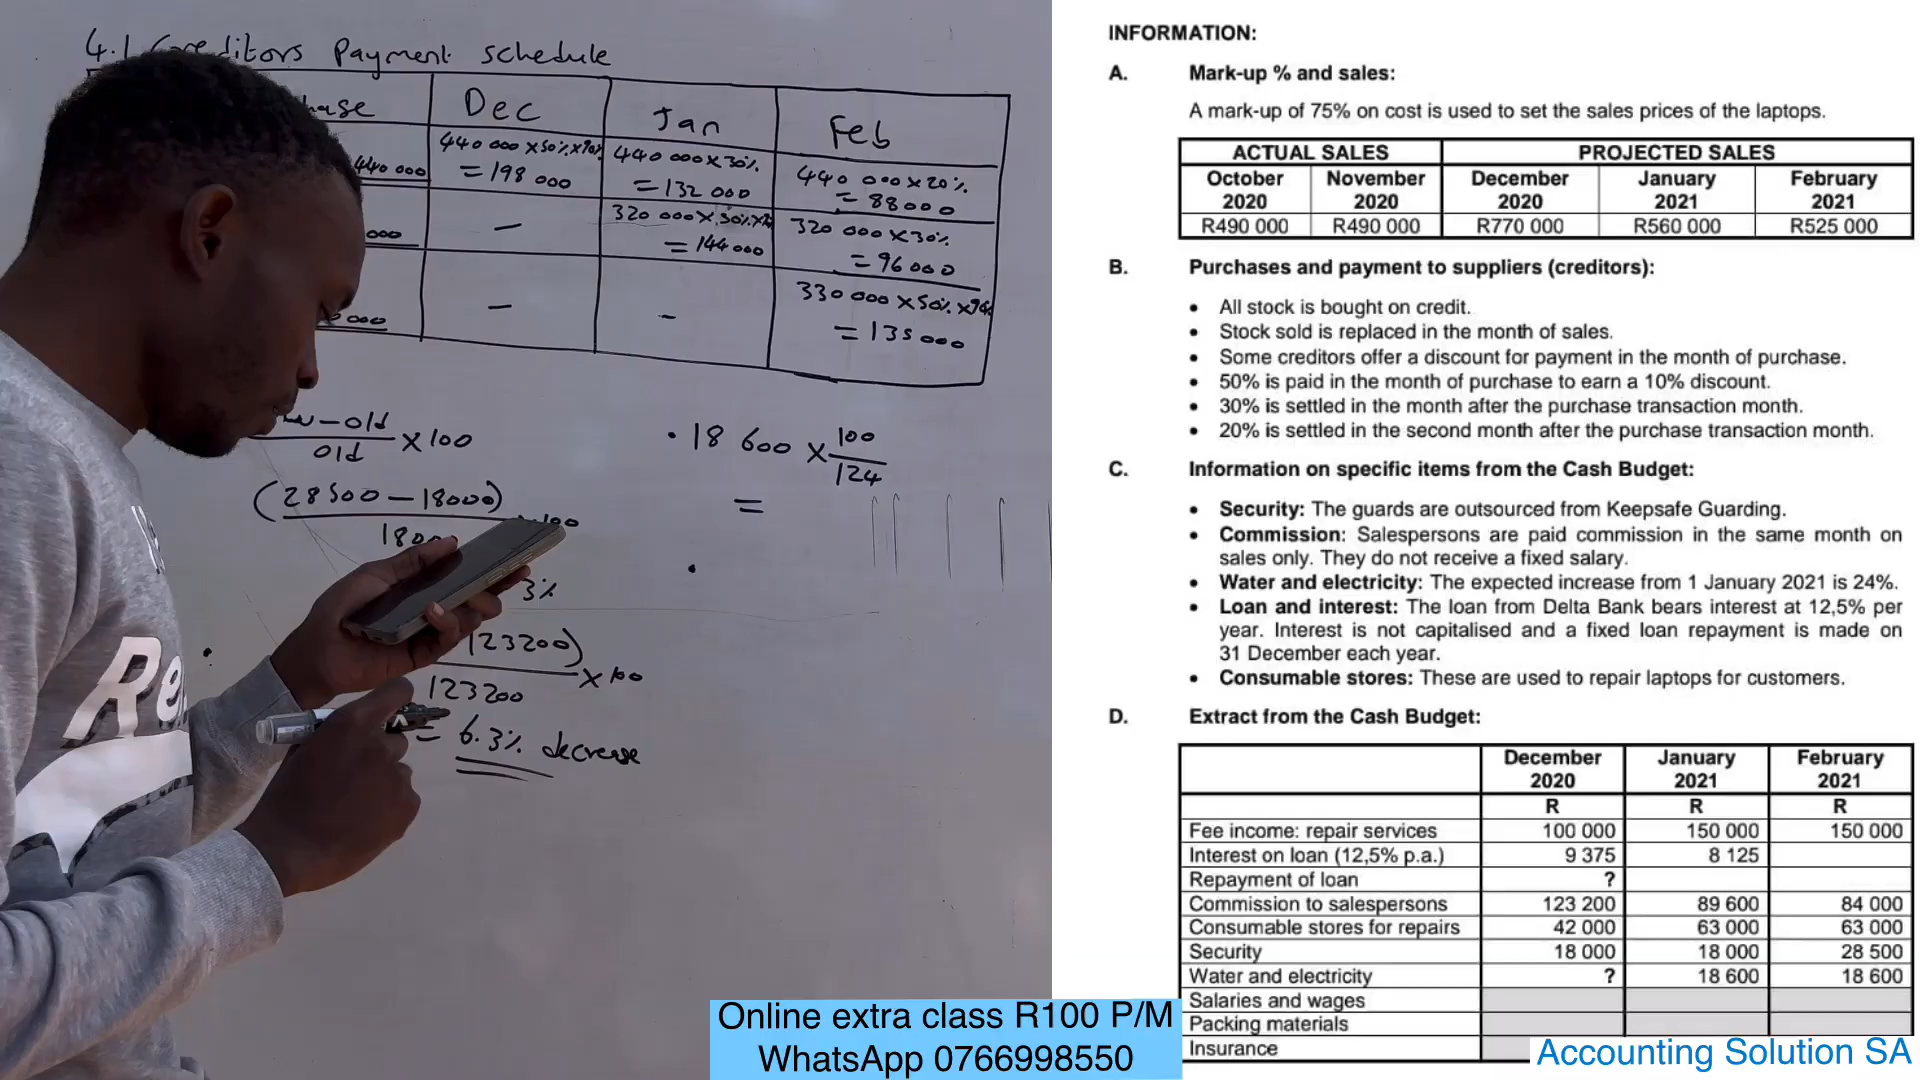 4.1 Creditors Payment schedule
Dec
Jan
Feb
440 000
440 000 x 50% x 90%
= 198 000
440 000 x 30%
= 132 000
440 000 x 20%
= 88 000
-
320 000 x 50% x
= 144 000
320 000 x 30%
= 96 000
-
-
330 000 x 50% x 90%
= 135 000
- old
old
x 100
(28500 - 18000)
3%
123200)
123200
x 100
= 6.3% decrease
. 18 600 x 100
124
=
INFORMATION:
A. Mark-up % and sales:
A mark-up of 75% on cost is used to set the sales prices of the laptops.
ACTUAL SALES PROJECTED SALES
October 2020 November 2020 December 2020 January 2021 February 2021
R490 000 R490 000 R770 000 R560 000 R525 000
B. Purchases and payment to suppliers (creditors):
• All stock is bought on credit.
• Stock sold is replaced in the month of sales.
• Some creditors offer a discount for payment in the month of purchase.
• 50% is paid in the month of purchase to earn a 10% discount.
• 30% is settled in the month after the purchase transaction month.
• 20% is settled in the second month after the purchase transaction month.
C. Information on specific items from the Cash Budget:
• Security: The guards are outsourced from Keepsafe Guarding.
• Commission: Salespersons are paid commission in the same month on
sales only. They do not receive a fixed salary.
• Water and electricity: The expected increase from 1 January 2021 is 24%.
• Loan and interest: The loan from Delta Bank bears interest at 12,5% per
year. Interest is not capitalised and a fixed loan repayment is made on
31 December each year.
• Consumable stores: These are used to repair laptops for customers.
D. Extract from the Cash Budget:
December 2020 January 2021 February 2021
R R R
Fee income: repair services 100 000 150 000 150 000
Interest on loan (12,5% p.a.) 9 375 8 125
Repayment of loan ?
Commission to salespersons 123 200 89 600 84 000
Consumable stores for repairs 42 000 63 000 63 000
Security 18 000 18 000 28 500
Water and electricity ? 18 600 18 600
Salaries and wages
Packing materials
Insurance
Online extra class R100 P/M
WhatsApp 0766998550
Accounting Solution SA